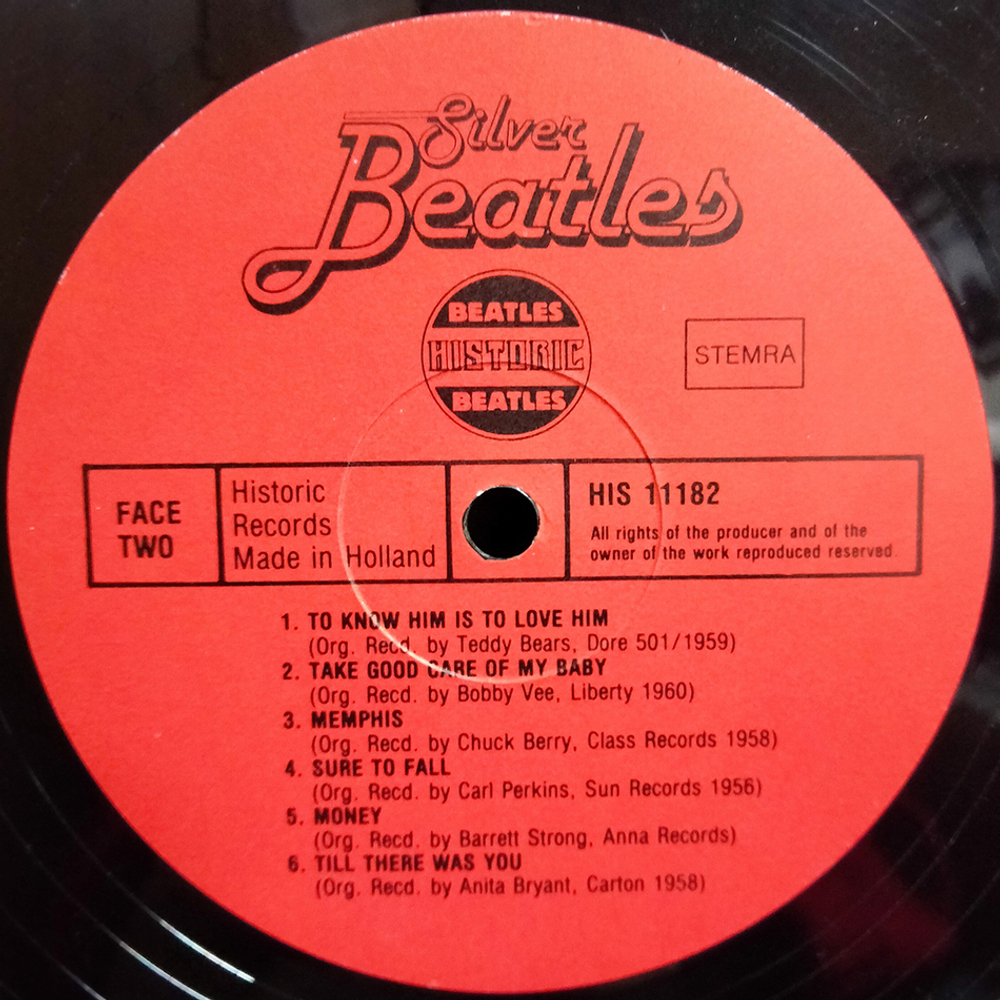 Silver
Beatles
BEATLES
HISTORIC
BEATLES
STEMRA
FACE
TWO
Historic
Records
Made in Holland
HIS 11182
All rights of the producer and of the
owner of the work reproduced reserved.
1. TO KNOW HIM IS TO LOVE HIM
(Org. Recd. by Teddy Bears, Dore 501/1959)
2. TAKE GOOD CARE OF MY BABY
(Org. Recd. by Bobby Vee, Liberty 1960)
3. MEMPHIS
(Org. Recd. by Chuck Berry, Class Records 1958)
4. SURE TO FALL
(Org. Recd. by Carl Perkins, Sun Records 1956)
5. MONEY
(Org. Recd. by Barrett Strong, Anna Records)
6. TILL THERE WAS YOU
(Org. Recd. by Anita Bryant, Carton 1958)